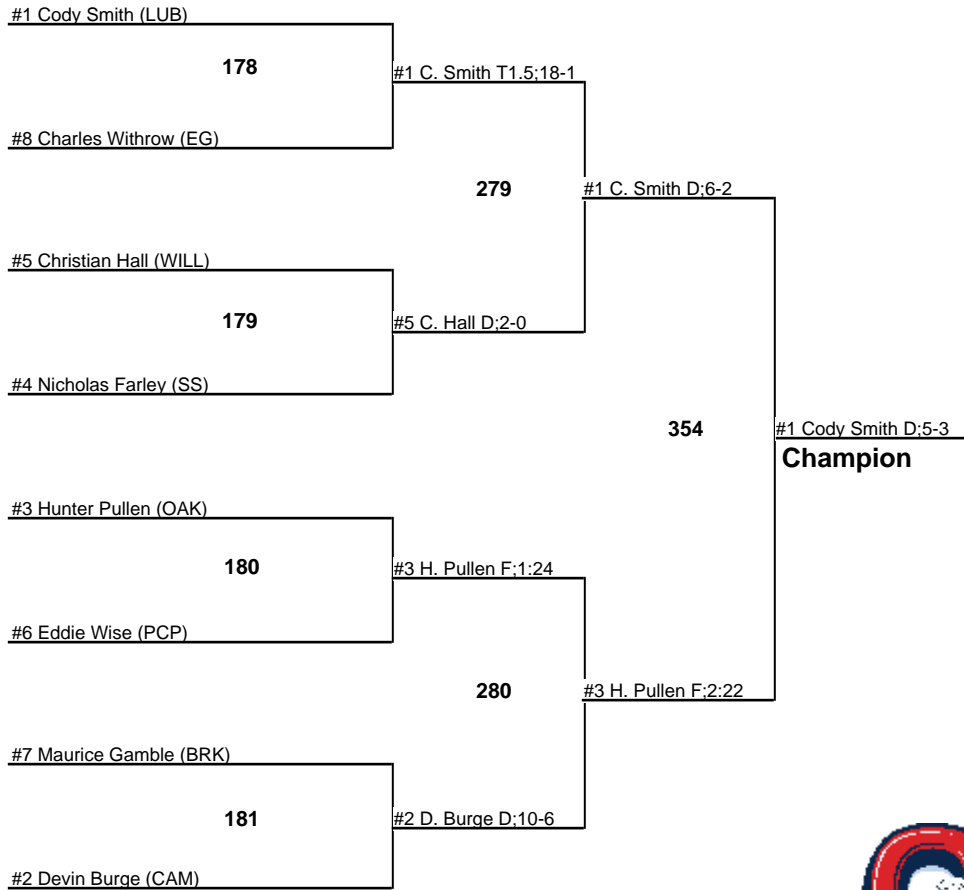 #1 Cody Smith (LUB)
178
#1 C. Smith T1.5;18-1
#8 Charles Withrow (EG)
279
#1 C. Smith D;6-2
#5 Christian Hall (WILL)
179
#5 C. Hall D;2-0
#4 Nicholas Farley (SS)
354
#1 Cody Smith D;5-3
Champion
#3 Hunter Pullen (OAK)
180
#3 H. Pullen F;1:24
#6 Eddie Wise (PCP)
280
#3 H. Pullen F;2:22
#7 Maurice Gamble (BRK)
181
#2 D. Burge D;10-6
#2 Devin Burge (CAM)